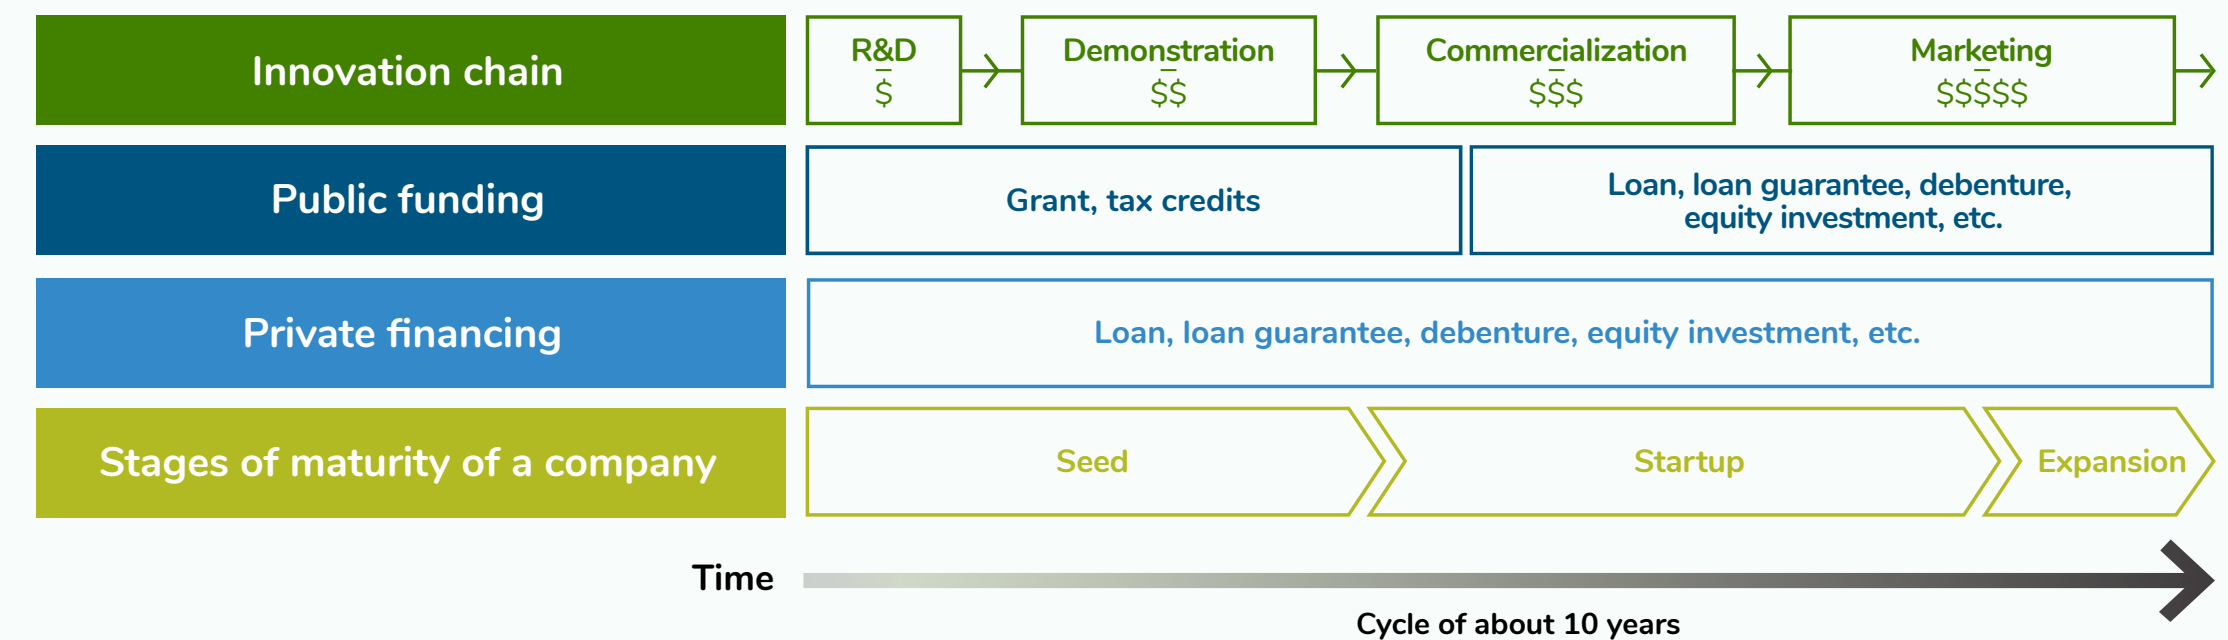 Innovation chain
R&D
–
$
Demonstration
–
$$
Commercialization
–
$$$
Marketing
–
$$$$$
Public funding
Grant, tax credits
Loan, loan guarantee, debenture,
equity investment, etc.
Private financing
Loan, loan guarantee, debenture, equity investment, etc.
Stages of maturity of a company
Seed
Startup
Expansion
Time
Cycle of about 10 years